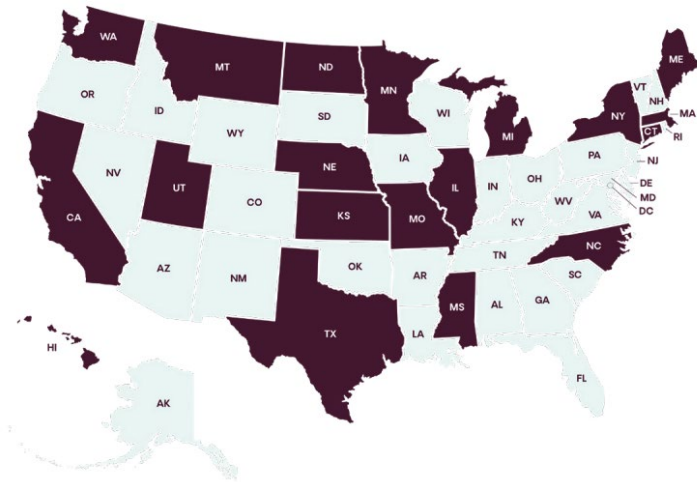 WA
MT
ND
MN
ME
VT
NH
OR
ID
SD
WI
NY
MA
MI
CT
RI
WY
IA
PA
NJ
NE
NV
UT
IL
IN
OH
DE
CO
WV
MD
CA
KS
MO
VA
DC
KY
NC
TN
AZ
NM
OK
AR
SC
MS
AL
GA
TX
LA
HI
FL
AK